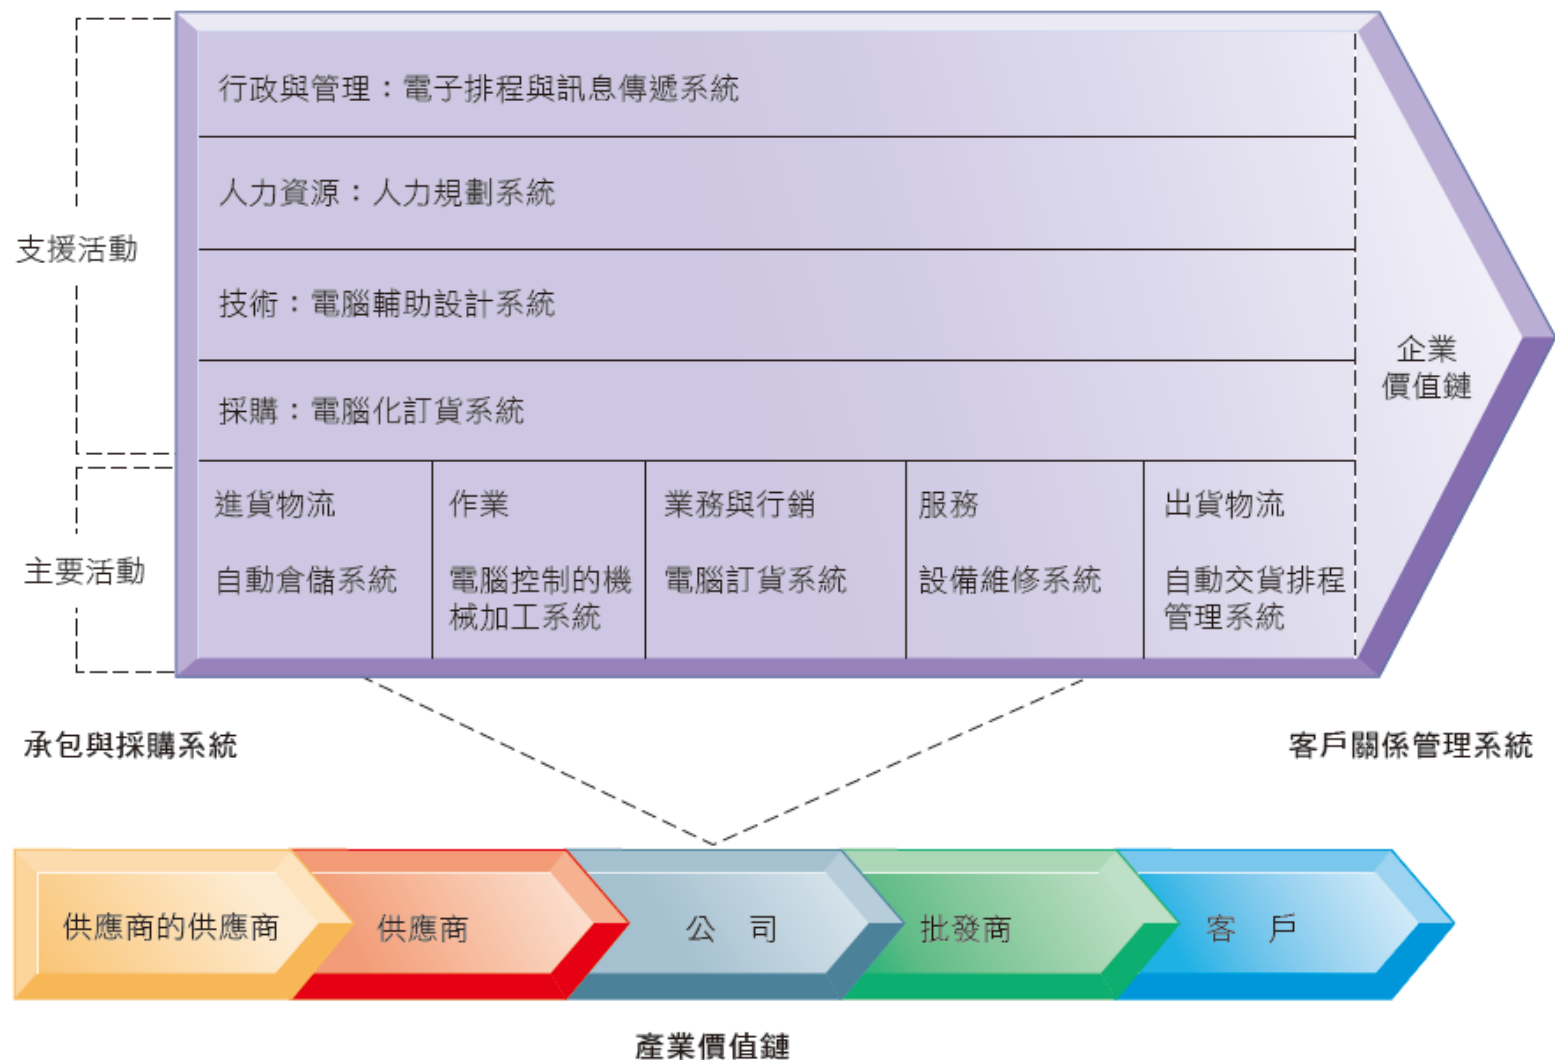 行政與管理：電子排程與訊息傳遞系統
人力資源：人力規劃系統
支援活動
技術：電腦輔助設計系統
企業
價值鏈
採購：電腦化訂貨系統
主要活動
進貨物流
自動倉儲系統
作業
電腦控制的機
械加工系統
業務與行銷
電腦訂貨系統
服務
設備維修系統
出貨物流
自動交貨排程
管理系統
承包與採購系統
客戶關係管理系統
供應商的供應商
供應商
公 司
批發商
客 戶
產業價值鏈